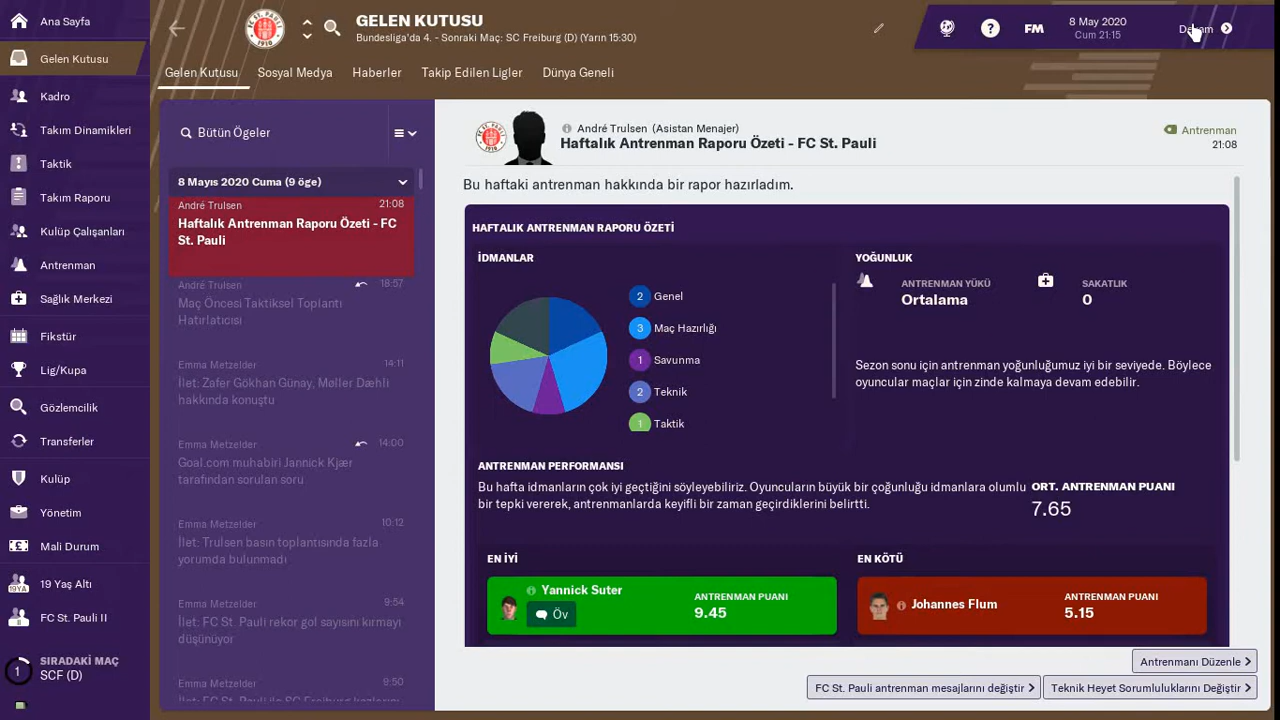 Ana Sayfa
Gelen Kutusu
Kadro
Takım Dinamikleri
Taktik
Takım Raporu
Kulüp Çalışanları
Antrenman
Sağlık Merkezi
Fikstür
Lig/Kupa
Gözlemcilik
Transferler
Kulüp
Yönetim
Mali Durum
19YA
19 Yaş Altı
FC St. Pauli II
1
SIRADAKİ MAÇ
SCF (D)
GELEN KUTUSU
Bundesliga'da 4. - Sonraki Maç: SC Freiburg (D) (Yarın 15:30)
FM
8 May 2020
Cum 21:15
Gelen Kutusu
Sosyal Medya
Haberler
Takip Edilen Ligler
Dünya Geneli
Bütün Ögeler
8 Mayıs 2020 Cuma (9 öge)
André Trulsen 21:08
Haftalık Antrenman Raporu Özeti - FC
St. Pauli
André Trulsen 18:57
Maç Öncesi Taktiksel Toplantı
Hatırlatıcısı
Emma Metzelder 14:11
İlet: Zafer Gökhan Günay, Møller Dæhli
hakkında konuştu
Emma Metzelder 14:00
Goal.com muhabiri Jannick Kjær
tarafından sorulan soru
Emma Metzelder 10:12
İlet: Trulsen basın toplantısında fazla
yorumda bulunmadı
Emma Metzelder 9:54
İlet: FC St. Pauli rekor gol sayısını kırmayı
düşünüyor
Emma Metzelder
André Trulsen (Asistan Menajer)
Haftalık Antrenman Raporu Özeti - FC St. Pauli
Antrenman
21:08
Bu haftaki antrenman hakkında bir rapor hazırladım.
HAFTALIK ANTRENMAN RAPORU ÖZETİ
İDMANLAR
2 Genel
3 Maç Hazırlığı
1 Savunma
2 Teknik
1 Taktik
YOĞUNLUK
ANTRENMAN YÜKÜ
Ortalama
SAKATLIK
0
Sezon sonu için antrenman yoğunluğumuz iyi bir seviyede. Böylece
oyuncular maçlar için zinde kalmaya devam edebilir.
ANTRENMAN PERFORMANSI
Bu hafta idmanların çok iyi geçtiğini söyleyebiliriz. Oyuncuların büyük bir çoğunluğu idmanlara olumlu
bir tepki vererek, antrenmanlarda keyifli bir zaman geçirdiklerini belirtti.
ORT. ANTRENMAN PUANI
7.65
EN İYİ
Yannick Suter
Öv
ANTRENMAN PUANI
9.45
EN KÖTÜ
Johannes Flum
ANTRENMAN PUANI
5.15
Antrenmanı Düzenle
FC St. Pauli antrenman mesajlarını değiştir
Teknik Heyet Sorumluluklarını Değiştir